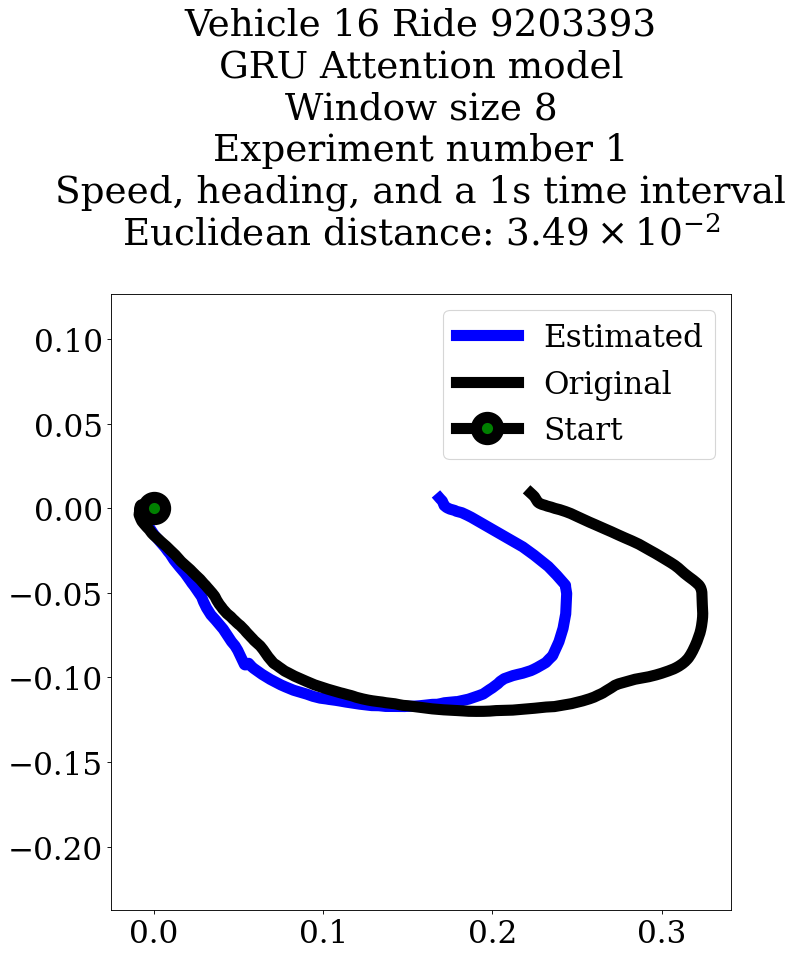 Vehicle 16 Ride 9203393
GRU Attention model
Window size 8
Experiment number 1
Speed, heading, and a 1s time interval
Euclidean distance: 3.49 × 10⁻²
Estimated
Original
Start
0.10
0.05
0.00
−0.05
−0.10
−0.15
−0.20
0.0 0.1 0.2 0.3